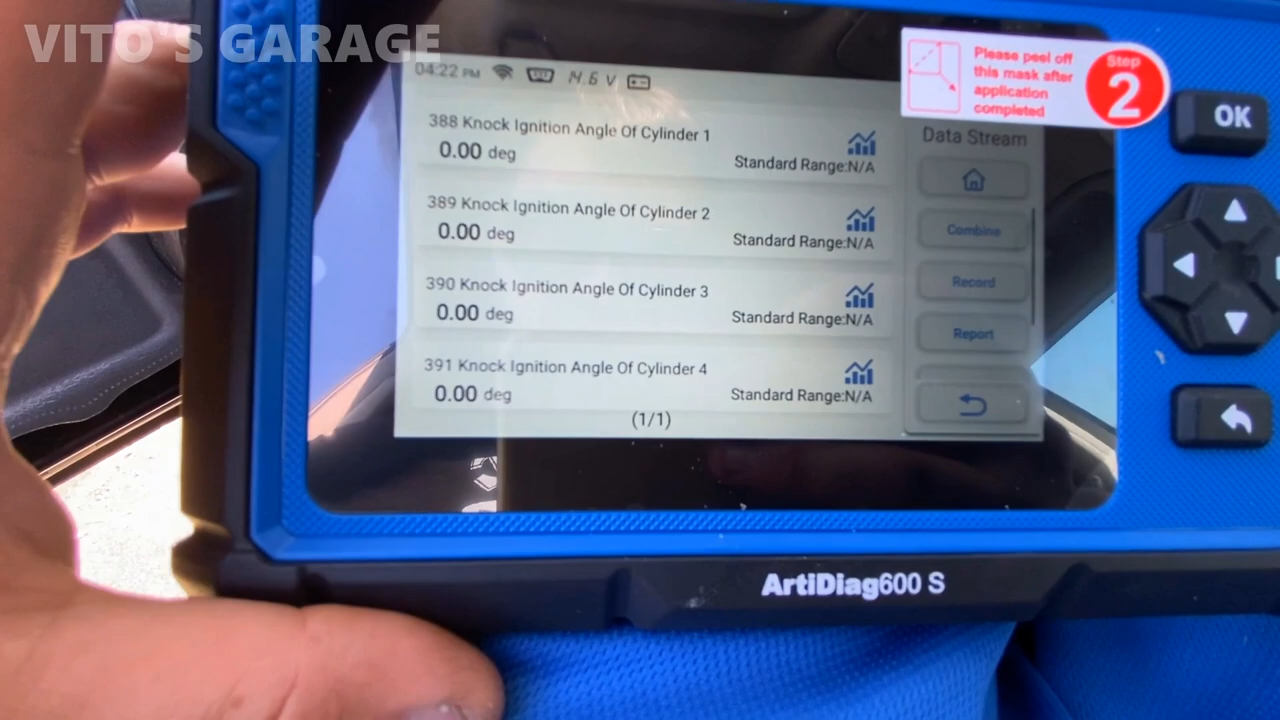 VITO'S GARAGE
04:22 PM 14.6 V
388 Knock Ignition Angle Of Cylinder 1
0.00 deg
Standard Range:N/A
389 Knock Ignition Angle Of Cylinder 2
0.00 deg
Standard Range:N/A
390 Knock Ignition Angle Of Cylinder 3
0.00 deg
Standard Range:N/A
391 Knock Ignition Angle Of Cylinder 4
0.00 deg
Standard Range:N/A
(1/1)
Data Stream
Combine
Record
Report
Please peel off
this mask after
application
completed
Step
2
OK
ArtiDiag600 S